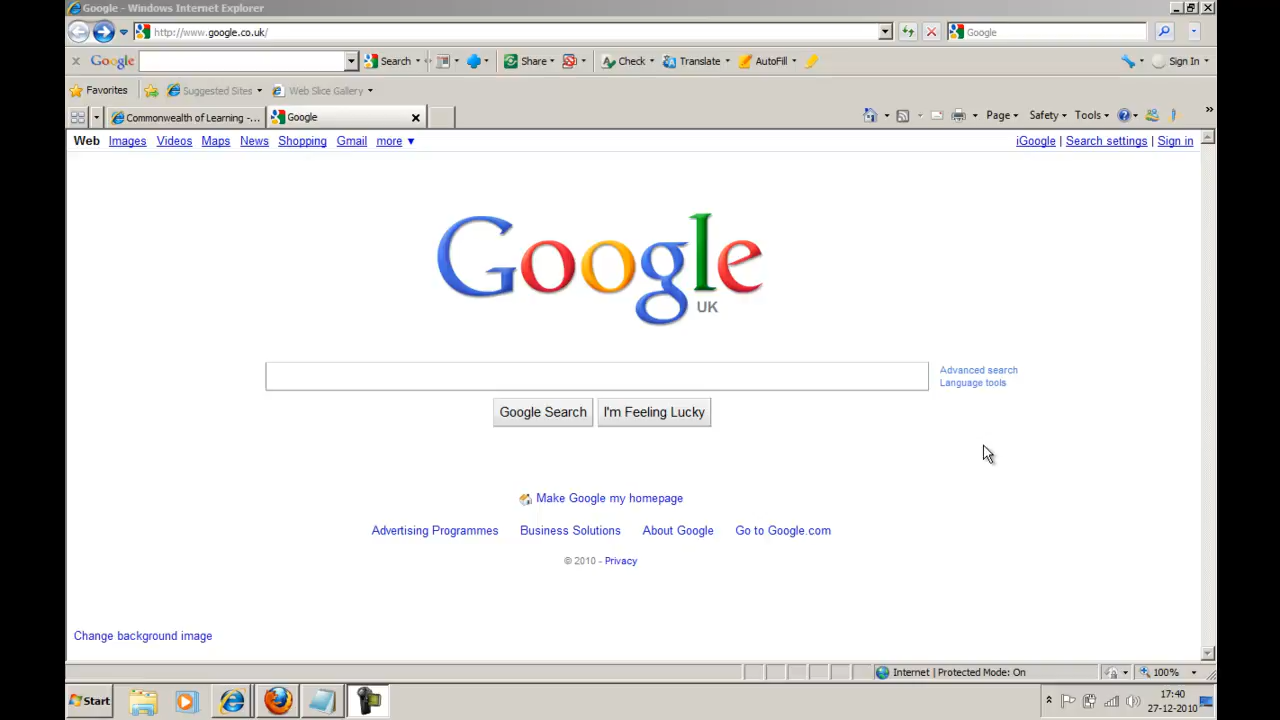 Google - Windows Internet Explorer
http://www.google.co.uk/
Google
Google Search Share Check Translate AutoFill Sign In
Favorites Suggested Sites Web Slice Gallery
Commonwealth of Learning -... Google Page Safety Tools
Web Images Videos Maps News Shopping Gmail more ▼ iGoogle | Search settings | Sign in
Google
UK
Advanced search
Language tools
Google Search I'm Feeling Lucky
Make Google my homepage
Advertising Programmes Business Solutions About Google Go to Google.com
© 2010 - Privacy
Change background image
Internet | Protected Mode: On 100%
Start 17:40
27-12-2010